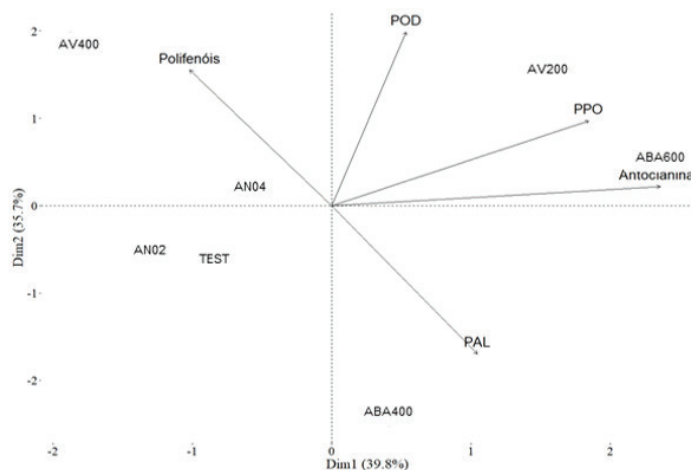 POD
2
AV400
Polifenóis
AV200
1
PPO
ABA600
Antocianina
AN04
0
AN02
TEST
Dim2 (35.7%)
-1
PAL
-2
ABA400
-2
-1
0
1
2
Dim1 (39.8%)